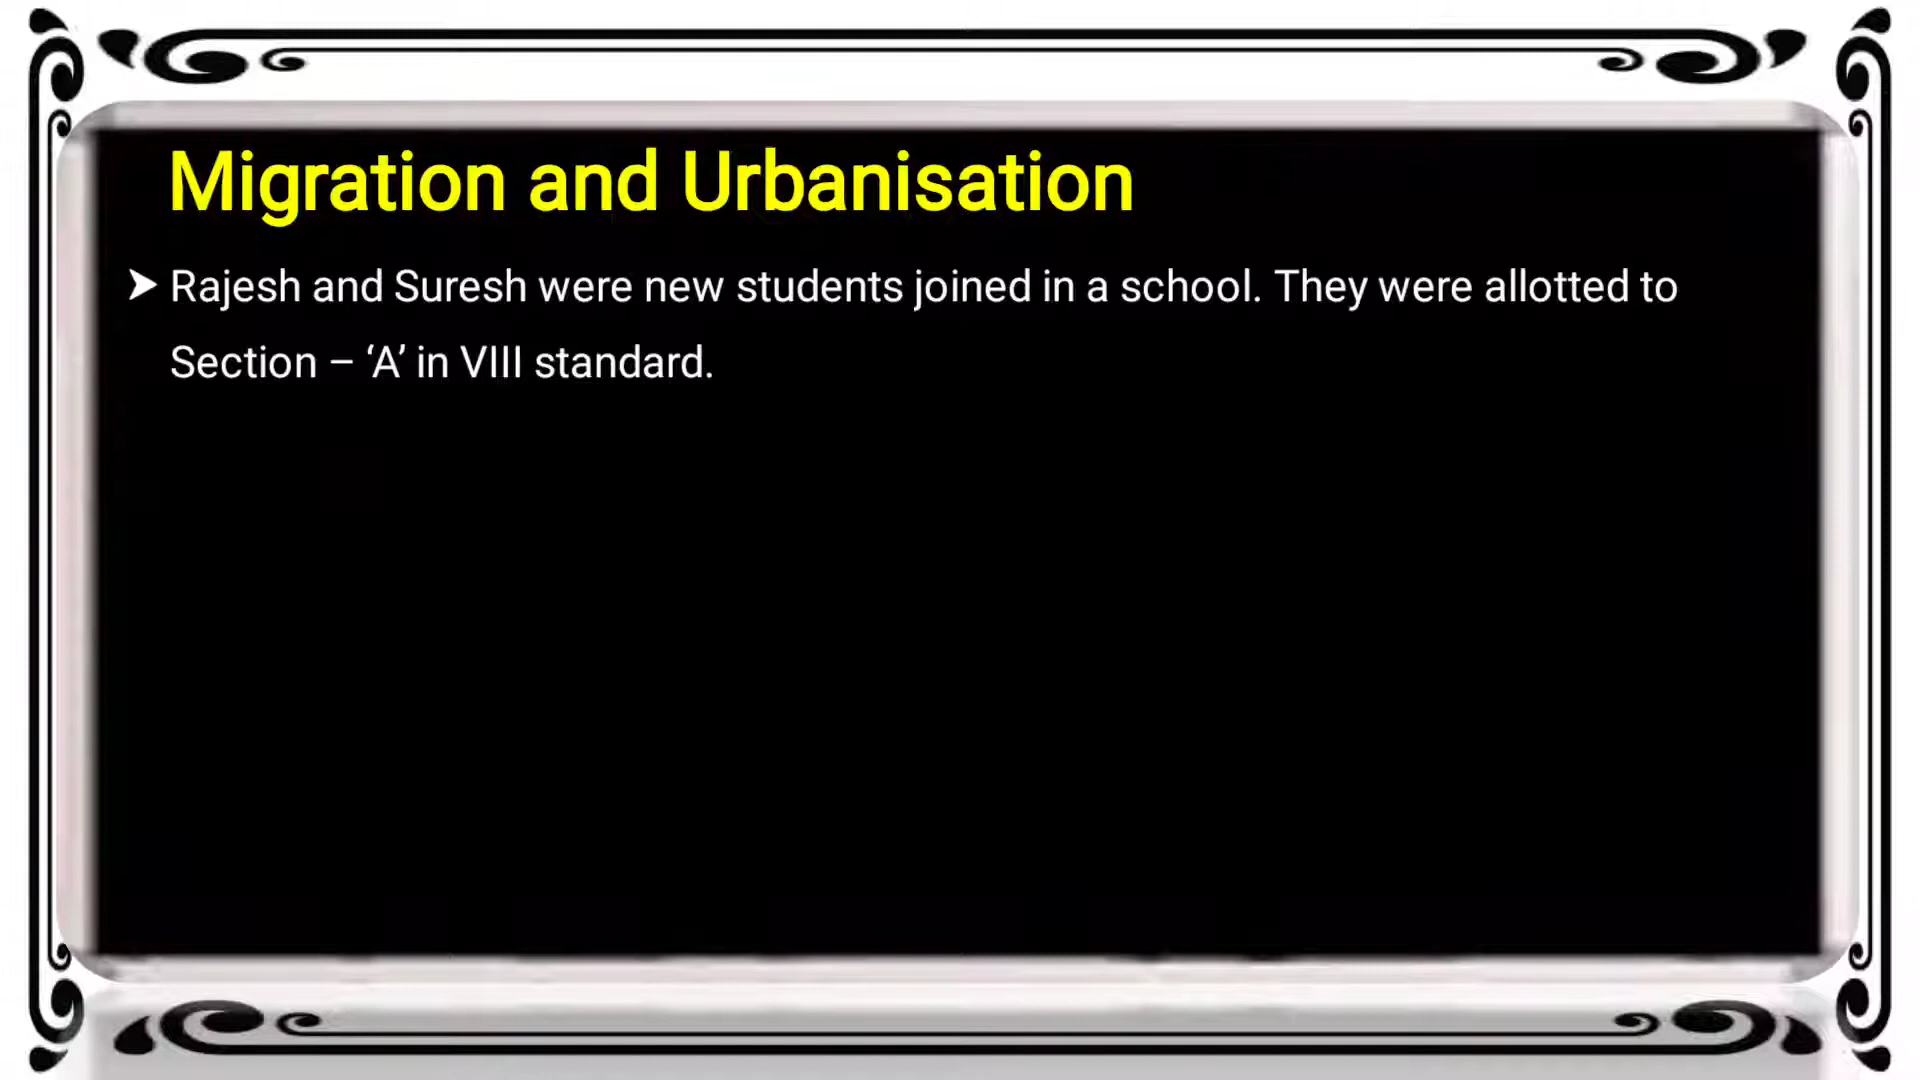 Migration and Urbanisation
➤ Rajesh and Suresh were new students joined in a school. They were allotted to
Section – ‘A’ in VIII standard.